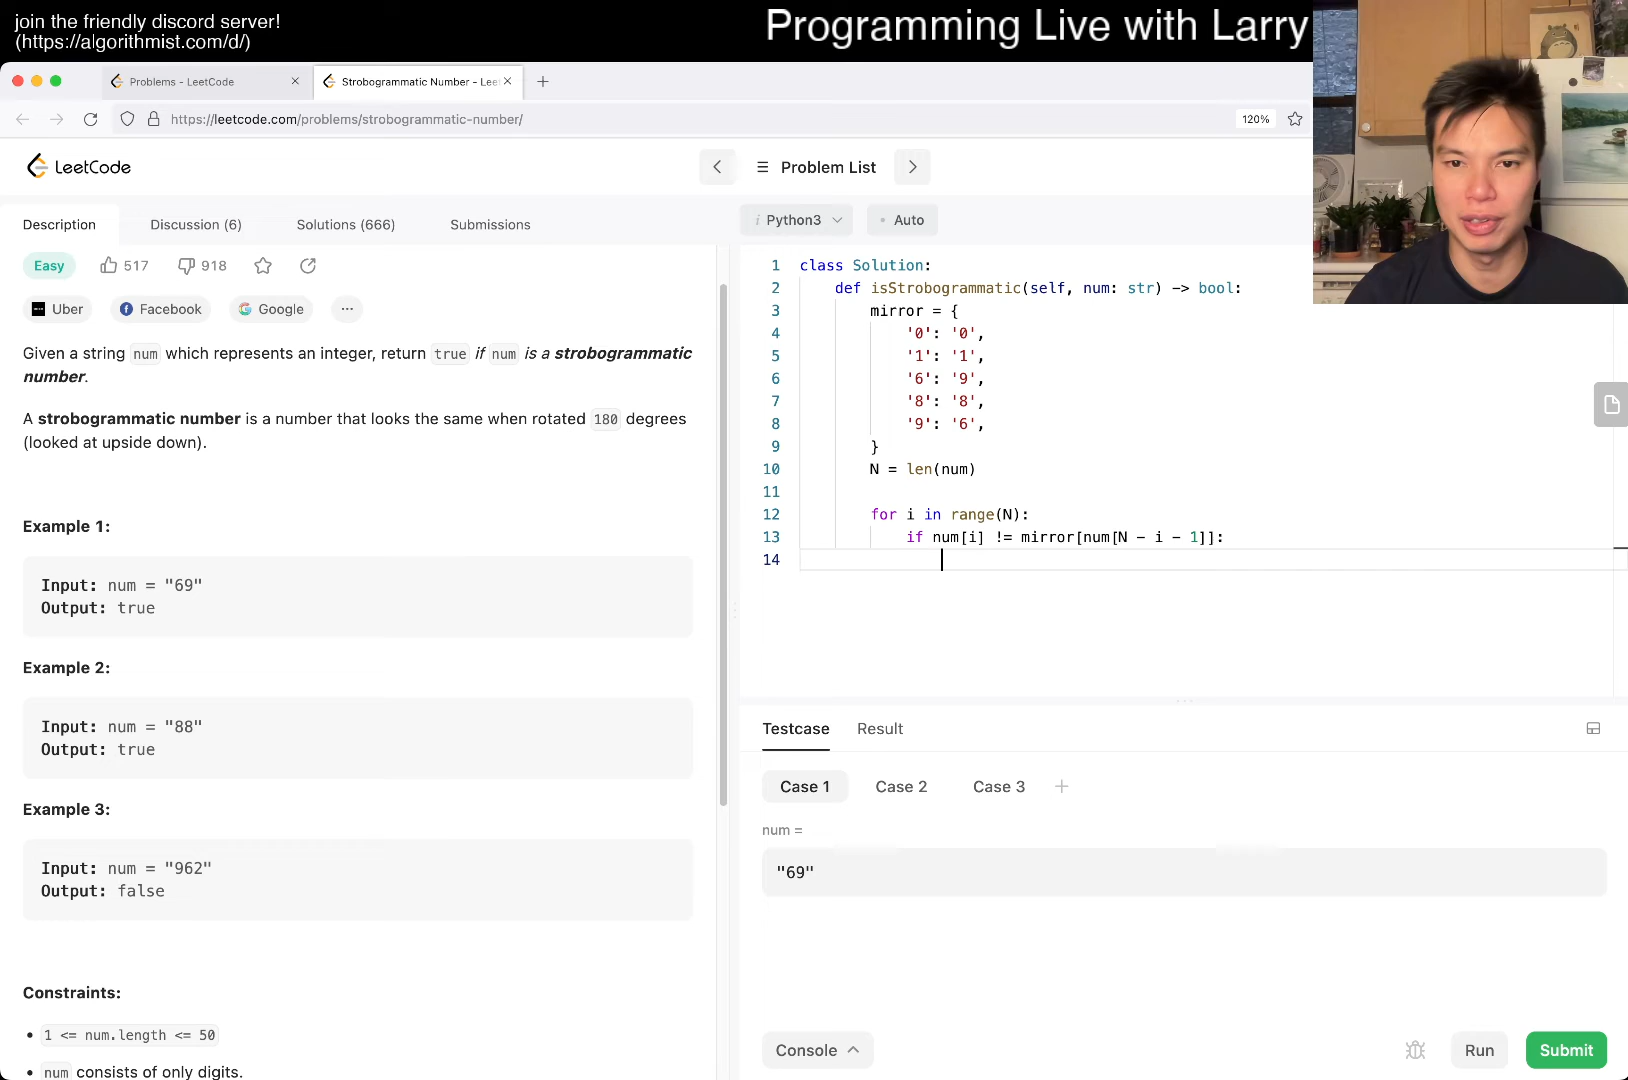 join the friendly discord server!
(https://algorithmist.com/d/)
Programming Live with Larry
Problems - LeetCode
Strobogrammatic Number - Lee
https://leetcode.com/problems/strobogrammatic-number/
120%
LeetCode
Problem List
Description
Discussion (6)
Solutions (666)
Submissions
Easy
517
918
Uber
Facebook
Google
...
Given a string num which represents an integer, return true if num is a strobogrammatic
number.
A strobogrammatic number is a number that looks the same when rotated 180 degrees
(looked at upside down).
Example 1:
Input: num = "69"
Output: true
Example 2:
Input: num = "88"
Output: true
Example 3:
Input: num = "962"
Output: false
Constraints:
• 1 <= num.length <= 50
• num consists of only digits.
i Python3
• Auto
1 class Solution:
2 def isStrobogrammatic(self, num: str) -> bool:
3 mirror = {
4 '0': '0',
5 '1': '1',
6 '6': '9',
7 '8': '8',
8 '9': '6',
9 }
10 N = len(num)
11
12 for i in range(N):
13 if num[i] != mirror[num[N - i - 1]]:
14
Testcase
Result
Case 1
Case 2
Case 3
num =
"69"
Console
Run
Submit